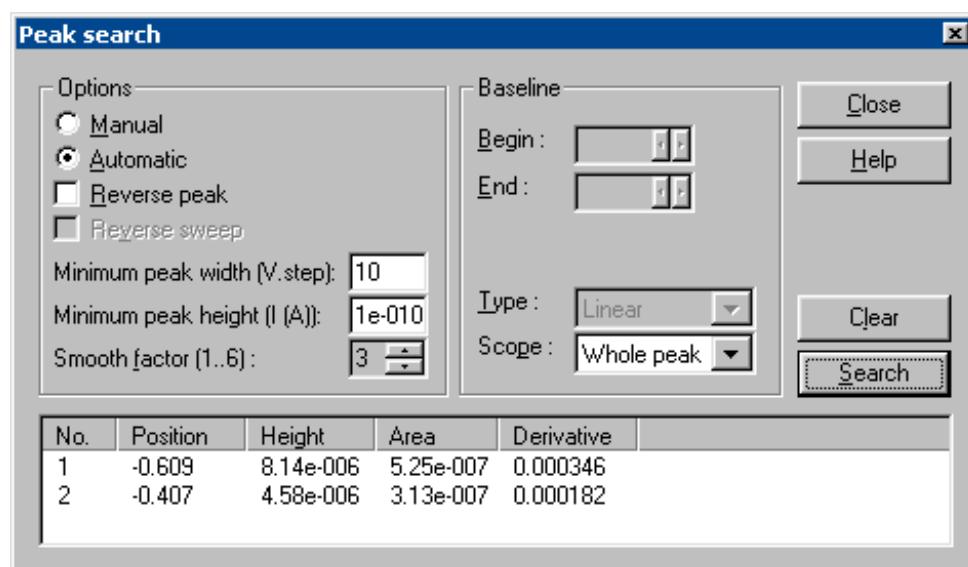 Peak search
Options
Manual
Automatic
Reverse peak
Reverse sweep
Minimum peak width (V.step): 10
Minimum peak height (I (A)): 1e-010
Smooth factor (1..6) : 3
Baseline
Begin :
End :
Type : Linear
Scope : Whole peak
Close
Help
Clear
Search
No. Position Height Area Derivative
1 -0.609 8.14e-006 5.25e-007 0.000346
2 -0.407 4.58e-006 3.13e-007 0.000182